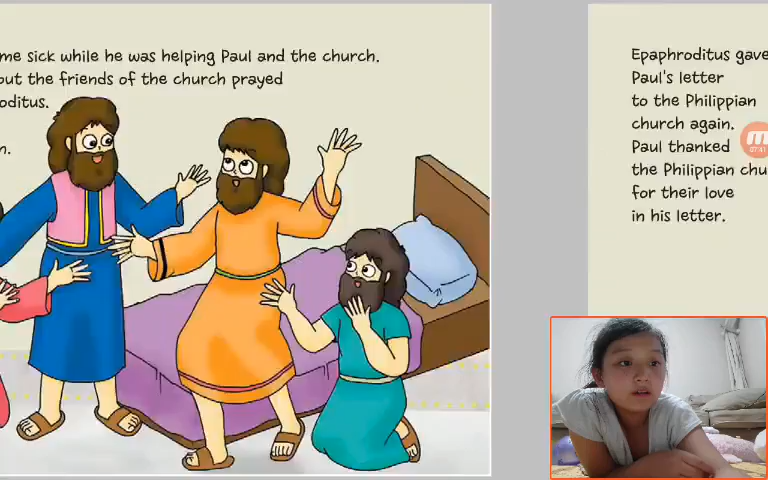 me sick while he was helping Paul and the church.
out the friends of the church prayed
oditus.
n.
Epaphroditus gave
Paul's letter
to the Philippian
church again.
Paul thanked
the Philippian chu
for their love
in his letter.